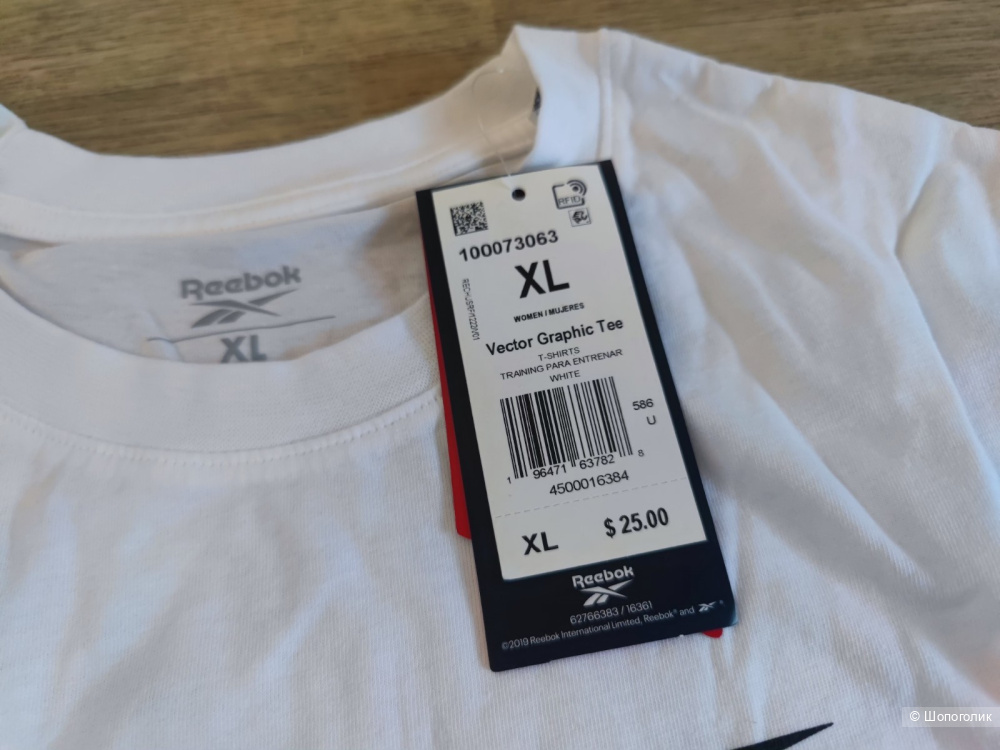 Reebok
XL
RFID
100073063
XL
WOMEN / MUJERES
Vector Graphic Tee
T-SHIRTS
TRAINING PARA ENTRENAR
WHITE
586
U
1 96471 63782 8
4500016384
XL $ 25.00
Reebok
62766383 / 16361
©2019 Reebok International Limited, Reebok® and
© Шопоголик